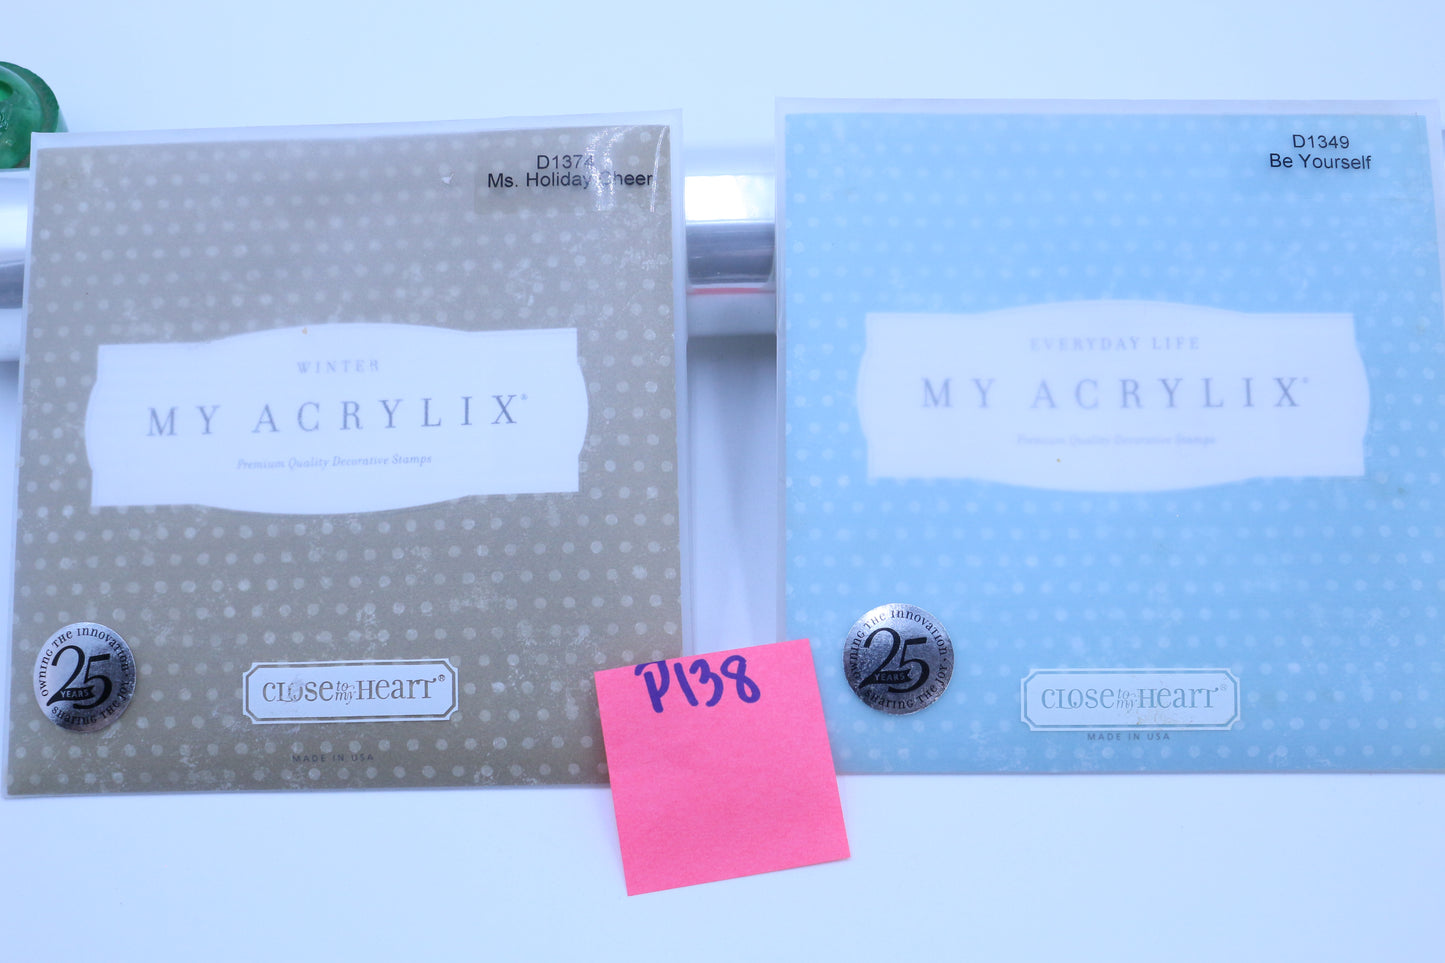 D1374
Ms. Holiday Cheer
WINTER
MY ACRYLIX®
Premium Quality Decorative Stamps
owning the innovation
25
YEARS
sharing the joy
CLOSE to my HEART®
MADE IN USA
D1349
Be Yourself
EVERYDAY LIFE
MY ACRYLIX®
Premium Quality Decorative Stamps
owning the innovation
25
YEARS
sharing the joy
CLOSE to my HEART®
MADE IN USA
P138